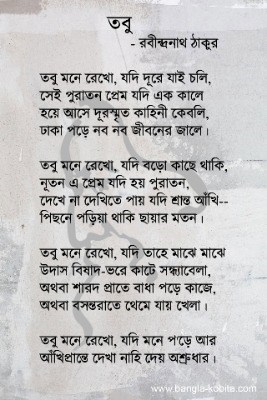 তবু
- রবীন্দ্রনাথ ঠাকুর
তবু মনে রেখো, যদি দূরে যাই চলি,
সেই পুরাতন প্রেম যদি এক কালে
হয়ে আসে দূরস্মৃত কাহিনী কেবলি,
ঢাকা পড়ে নব নব জীবনের জালে।
তবু মনে রেখো, যদি বড়ো কাছে থাকি,
নূতন এ প্রেম যদি হয় পুরাতন,
দেখে না দেখিতে পায় যদি শ্রান্ত আঁখি--
পিছনে পড়িয়া থাকি ছায়ার মতন।
তবু মনে রেখো, যদি তাহে মাঝে মাঝে
উদাস বিষাদ-ভরে কাটে সন্ধ্যাবেলা,
অথবা শারদ প্রাতে বাধা পড়ে কাজে,
অথবা বসন্তরাতে থেমে যায় খেলা।
তবু মনে রেখো, যদি মনে প'ড়ে আর
আঁখিপ্রান্তে দেখা নাহি দেয় অশ্রুধার।
www.bangla-kobita.com